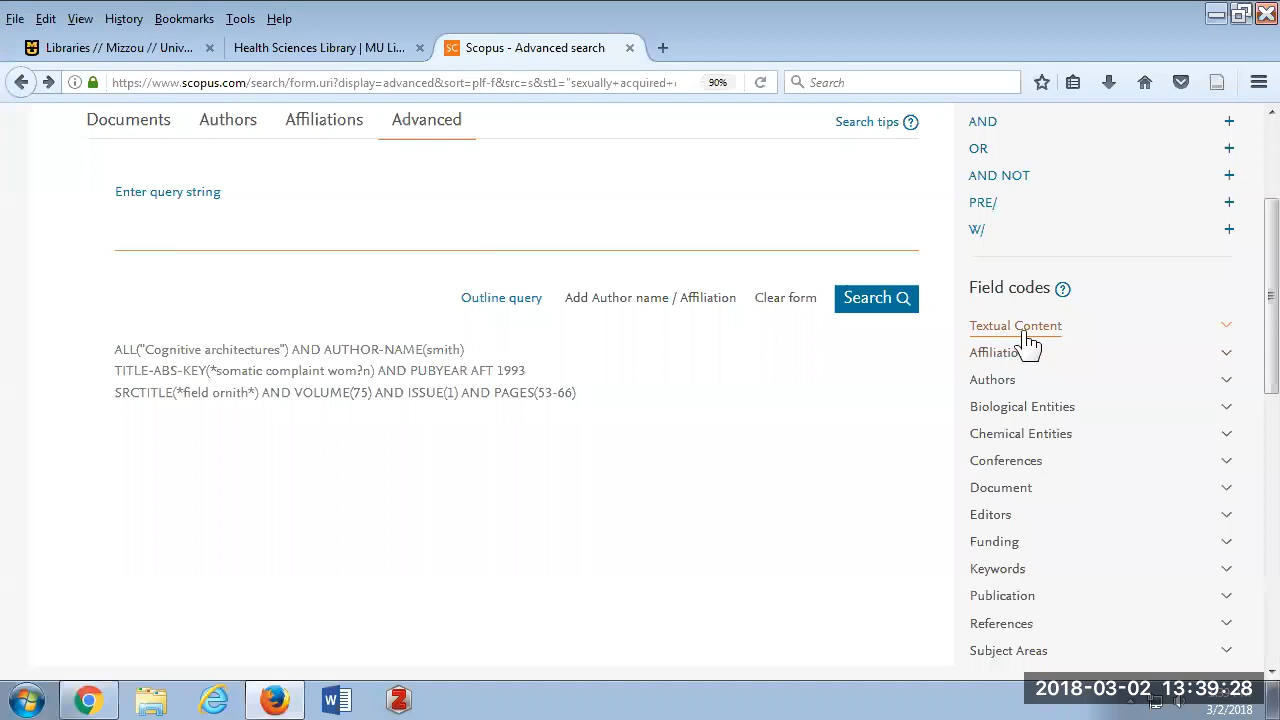 File Edit View History Bookmarks Tools Help
Libraries // Mizzou // Univ... × Health Sciences Library | MU Li... × SC Scopus - Advanced search × +
https://www.scopus.com/search/form.uri?display=advanced&sort=plf-f&src=s&st1="sexually+acquired+ 90% Search
Documents Authors Affiliations Advanced Search tips ?
Enter query string
Outline query Add Author name / Affiliation Clear form Search
ALL("Cognitive architectures") AND AUTHOR-NAME(smith)
TITLE-ABS-KEY(*somatic complaint wom?n) AND PUBYEAR AFT 1993
SRCTITLE(*field ornith*) AND VOLUME(75) AND ISSUE(1) AND PAGES(53-66)
AND +
OR +
AND NOT +
PRE/ +
W/ +
Field codes ?
Textual Content
Affiliatio
Authors
Biological Entities
Chemical Entities
Conferences
Document
Editors
Funding
Keywords
Publication
References
Subject Areas
2018-03-02 13:39:28
3/2/2018